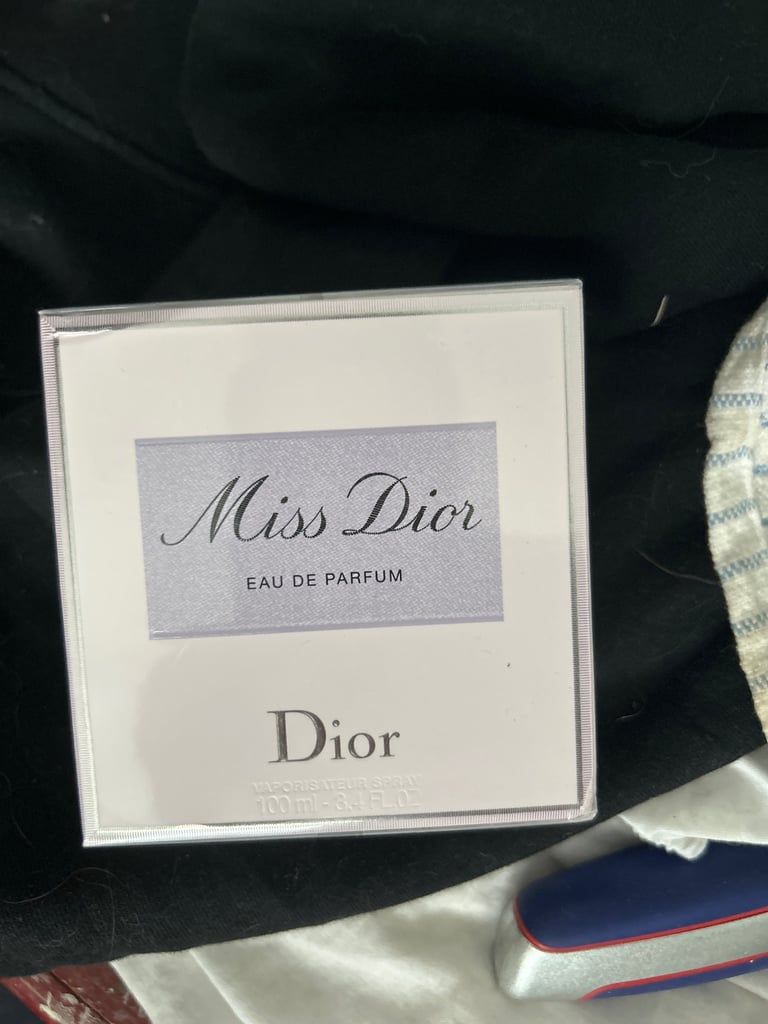 Miss Dior
EAU DE PARFUM
Dior
VAPORISATEUR SPRAY
100 ml - 3.4 FL.OZ